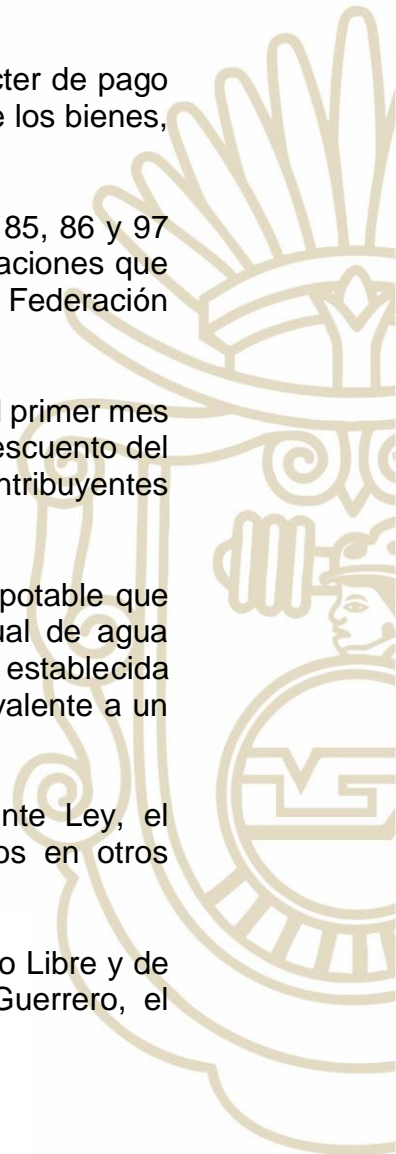 cter de pago
e los bienes,
85, 86 y 97
aciones que
Federación
l primer mes
escuento del
ntribuyentes
potable que
ual de agua
establecida
valente a un
nte Ley, el
os en otros
o Libre y de
Guerrero, el